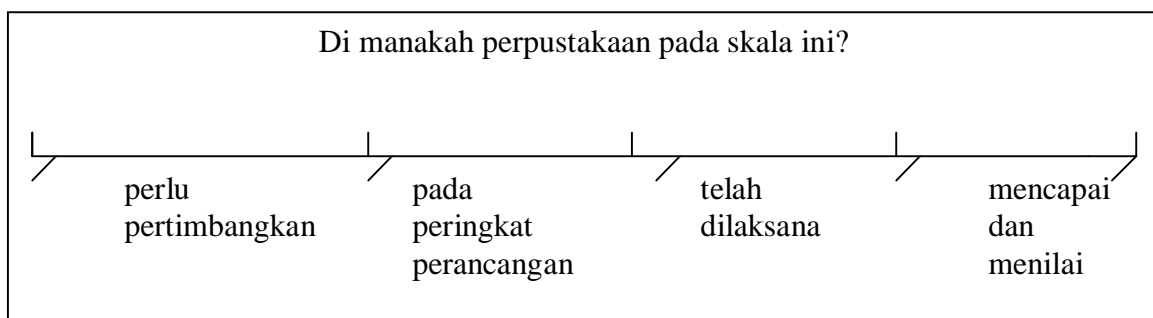 Di manakah perpustakaan pada skala ini?
perlu
pertimbangkan
pada
peringkat
perancangan
telah
dilaksana
mencapai
dan
menilai